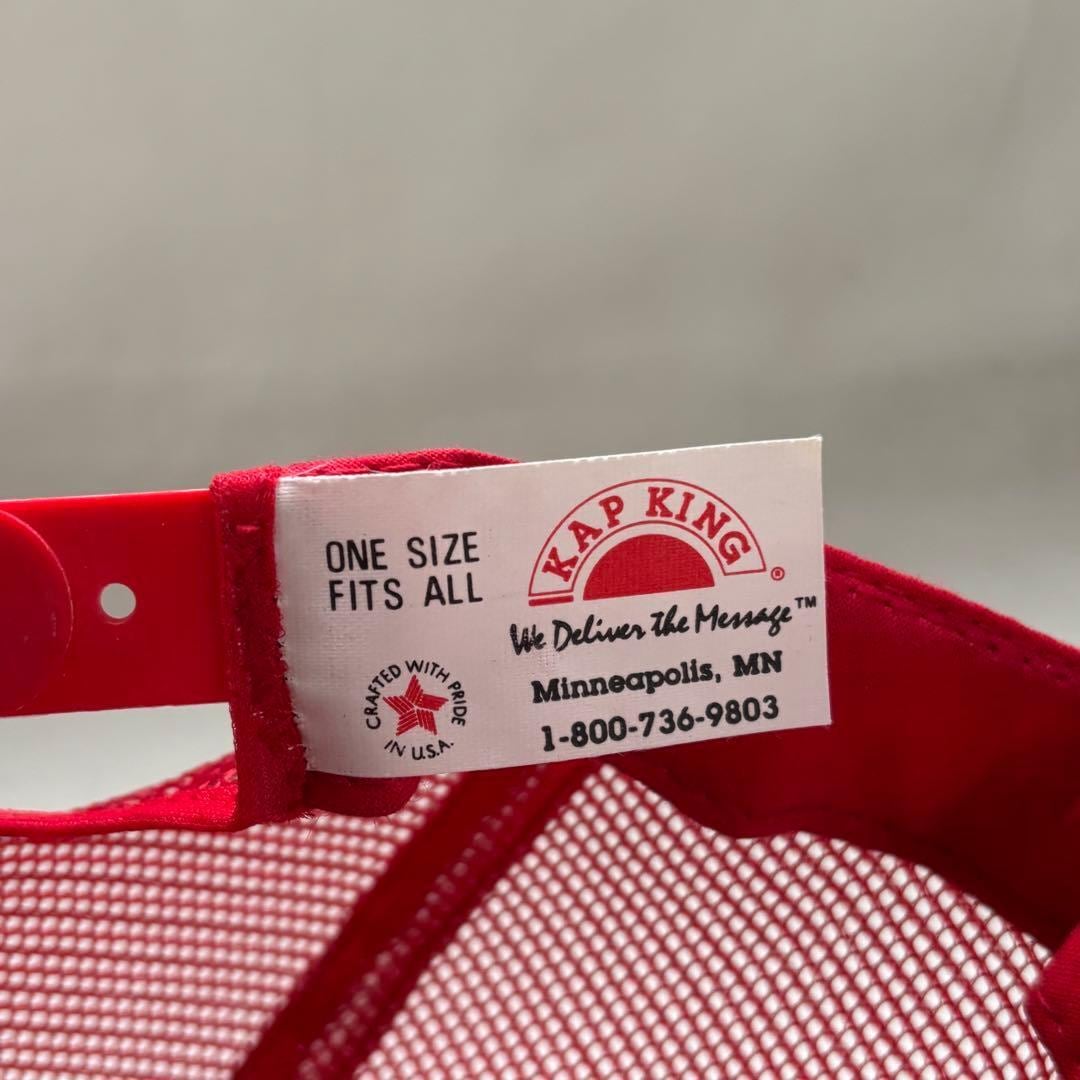 ONE SIZE
FITS ALL
CRAFTED WITH PRIDE
IN U.S.A.
KAP KING®
We Deliver the Message™
Minneapolis, MN
1-800-736-9803